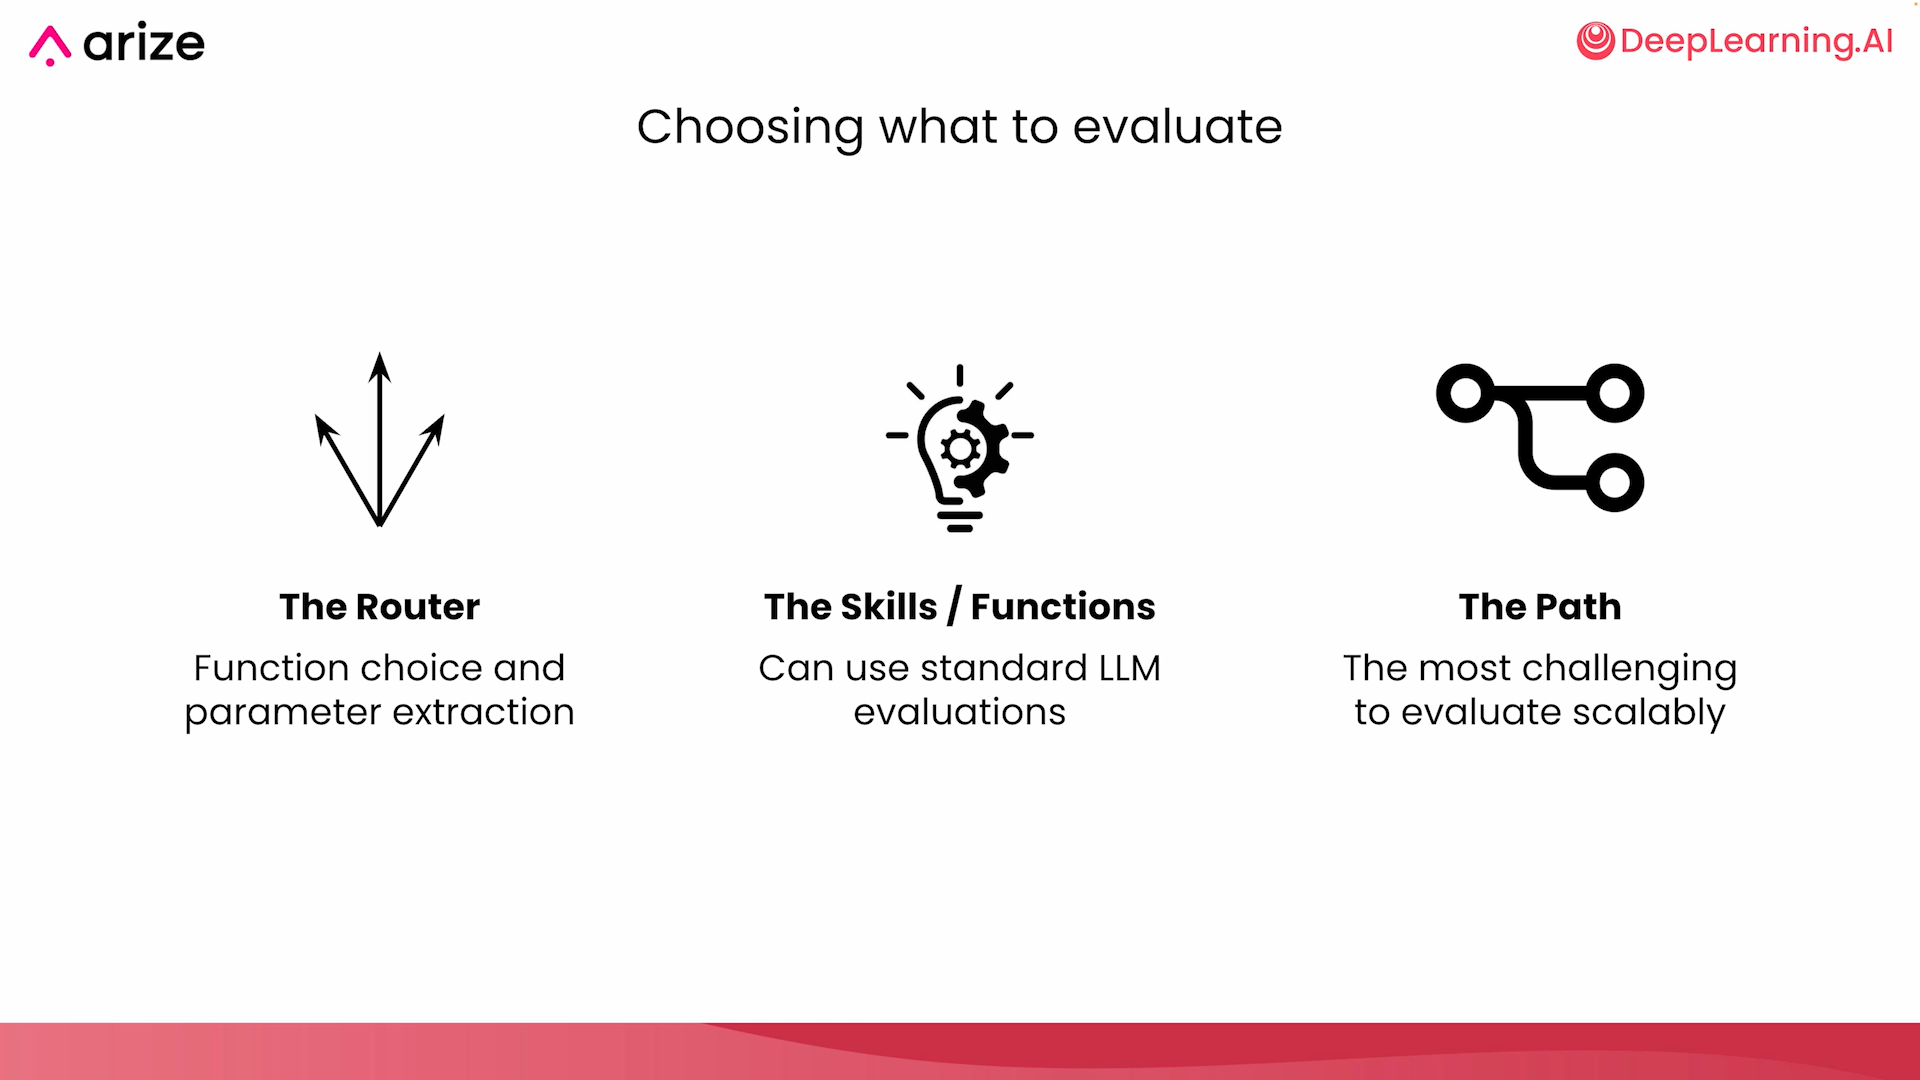 arize
DeepLearning.AI
Choosing what to evaluate
The Router
Function choice and
parameter extraction
The Skills / Functions
Can use standard LLM
evaluations
The Path
The most challenging
to evaluate scalably